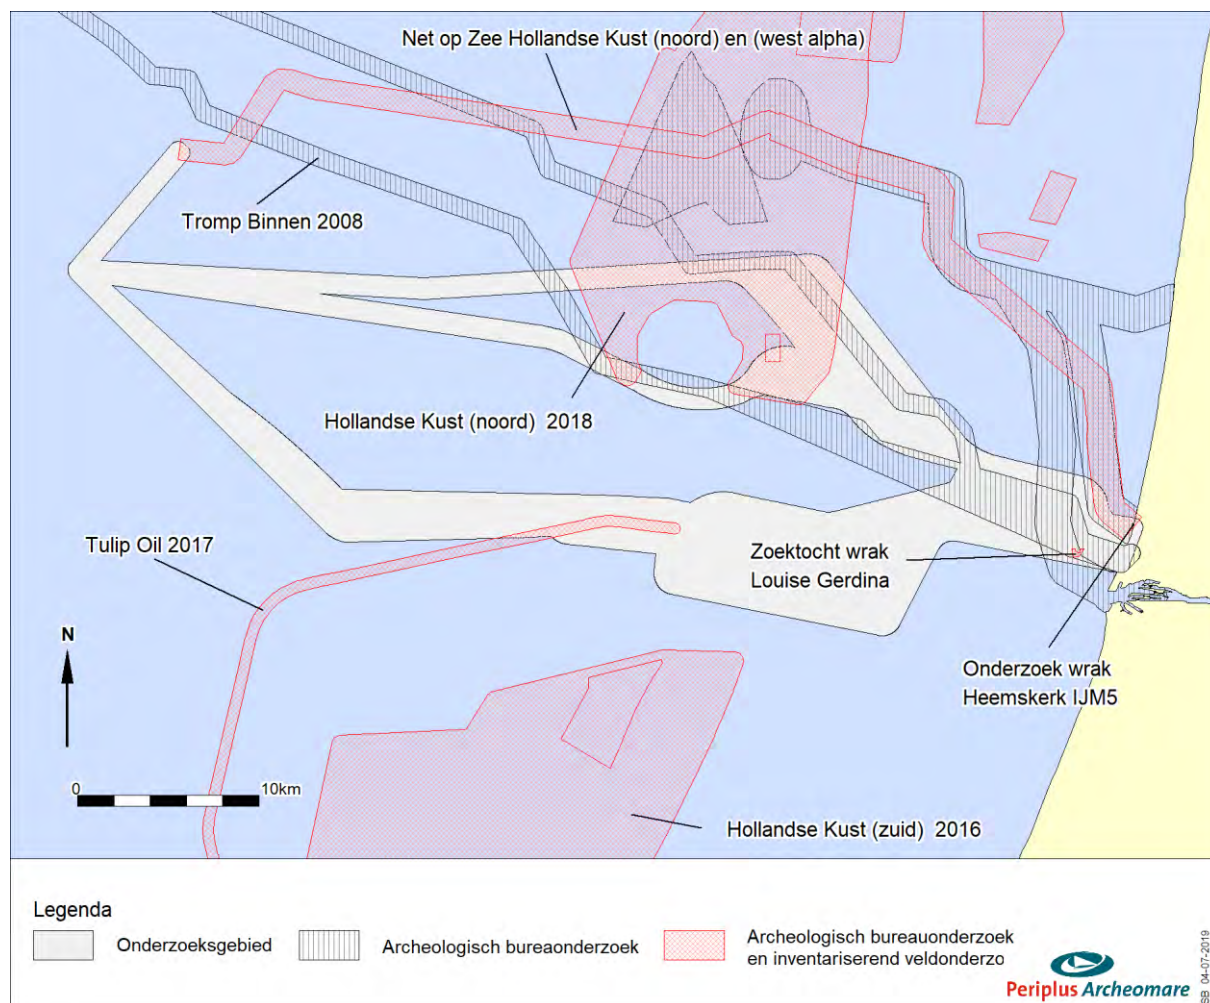 Net op Zee Hollandse Kust (noord) en (west alpha)
Tromp Binnen 2008
Hollandse Kust (noord) 2018
Tulip Oil 2017
Zoektocht wrak
Louise Gerdina
Onderzoek wrak
Heemskerk IJM5
N
0 10km
Hollandse Kust (zuid) 2016
Legenda
Onderzoeksgebied
Archeologisch bureaonderzoek
Archeologisch bureauonderzoek
en inventariserend veldonderzo
Periplus Archeomare
SB 04-07-2019